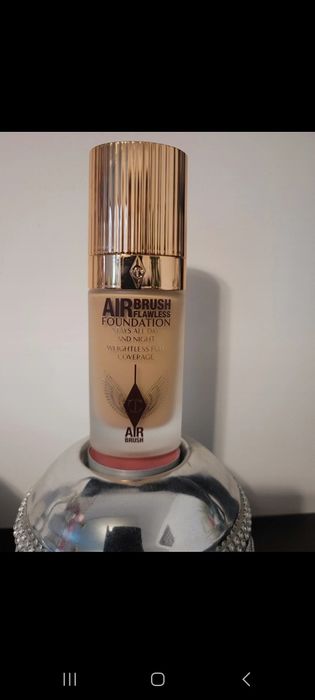 AIRBRUSH
FLAWLESS
FOUNDATION
STAYS ALL DAY
AND NIGHT
WEIGHTLESS FULL
COVERAGE
AIR
BRUSH